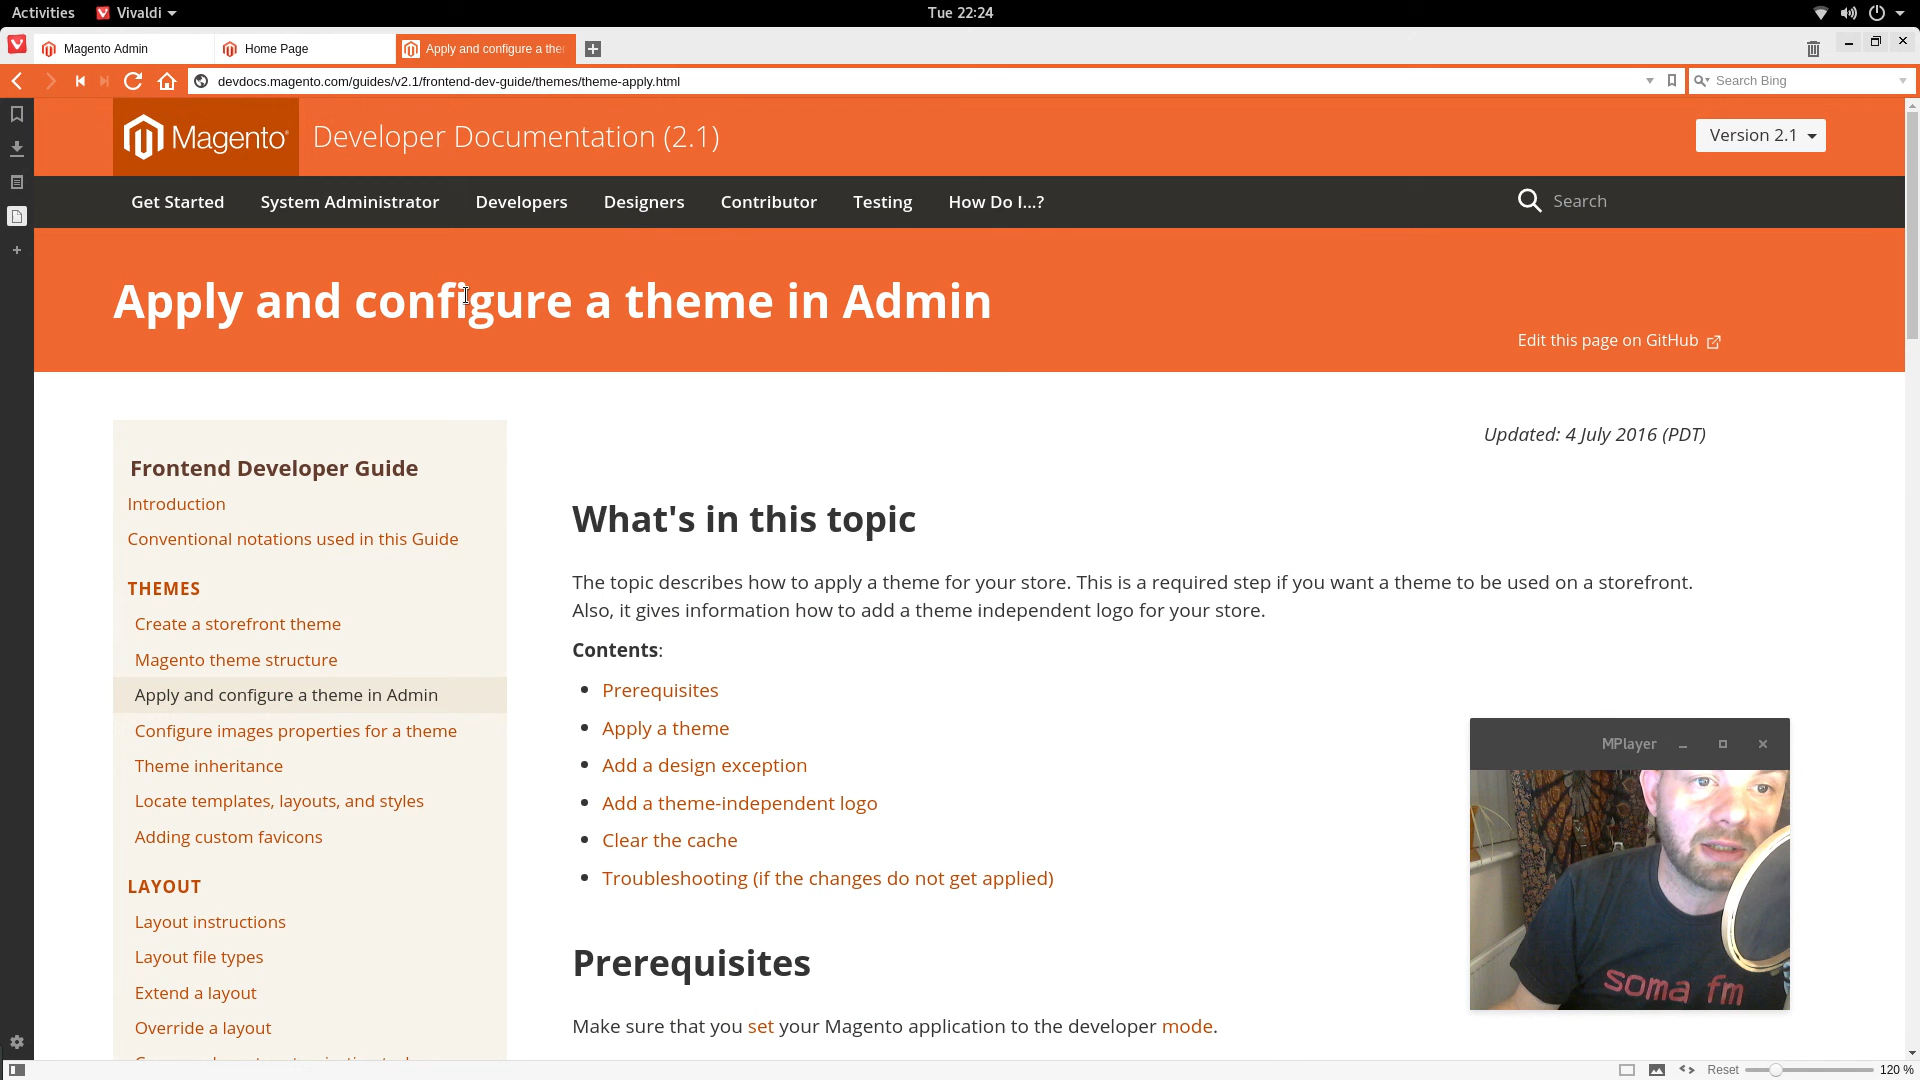 Activities Vivaldi Tue 22:24
Magento Admin Home Page Apply and configure a the
devdocs.magento.com/guides/v2.1/frontend-dev-guide/themes/theme-apply.html Search Bing
Magento Developer Documentation (2.1) Version 2.1
Get Started System Administrator Developers Designers Contributor Testing How Do I...? Search
Apply and configure a theme in Admin
Edit this page on GitHub
Updated: 4 July 2016 (PDT)
Frontend Developer Guide
Introduction
Conventional notations used in this Guide
THEMES
Create a storefront theme
Magento theme structure
Apply and configure a theme in Admin
Configure images properties for a theme
Theme inheritance
Locate templates, layouts, and styles
Adding custom favicons
LAYOUT
Layout instructions
Layout file types
Extend a layout
Override a layout
What's in this topic
The topic describes how to apply a theme for your store. This is a required step if you want a theme to be used on a storefront.
Also, it gives information how to add a theme independent logo for your store.
Contents:
Prerequisites
Apply a theme
Add a design exception
Add a theme-independent logo
Clear the cache
Troubleshooting (if the changes do not get applied)
Prerequisites
Make sure that you set your Magento application to the developer mode.
MPlayer
soma fm
Reset 120 %